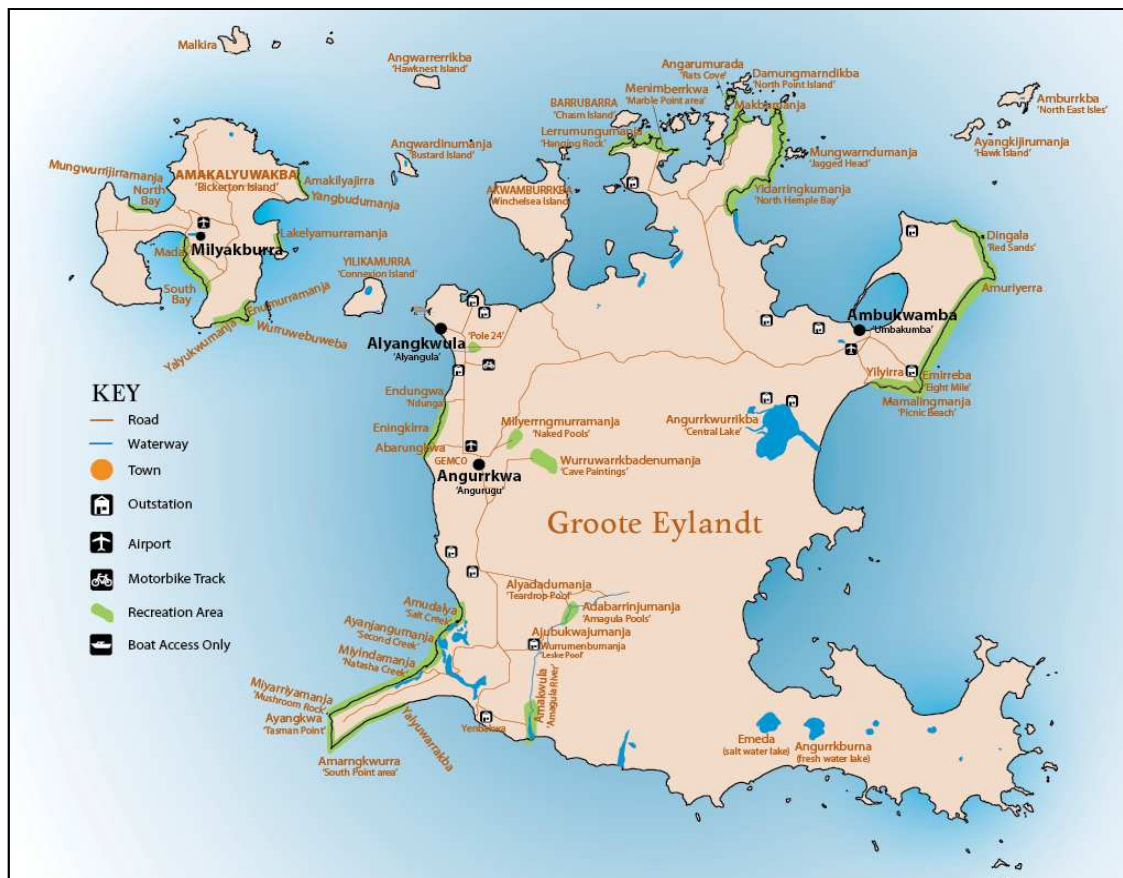 Malkira
Angwarrerrikba
'Hawknest Island'
Angarumurada
'Rats Cove'
Damungmarndikba
'North Point Island'
Menimberrkwa
'Marble Point area'
Makbumanja
BARRUBARRA
'Chasm Island'
Lerrumungumanja
'Hanging Rock'
Amburrkba
'North East Isles'
Ayangkijirumanja
'Hawk Island'
Angwardinumanja
'Bustard Island'
Mungwarndumanja
'Jagged Head'
Mungwurrijirramanja
North
Bay
AMAKALYUWAKBA
'Bickerton Island'
Amakilyajirra
Yangbudumanja
AKWAMBURRKBA
'Winchelsea Island'
Yidarringkumanja
'North Hemple Bay'
Lakelyamurramanja
Milyakburra
Mada
South
Bay
YILIKAMURRA
'Connexion Island'
Dingala
'Red Sands'
Amuriyerra
Enumurramanja
Wurruwebuweba
Yalyukwumanja
Alyangkwula
'Alyangula'
'Pole 24'
Ambukwamba
'Umbakumba'
Yilyirra
Emirreba
'Eight Mile'
Mamalingmanja
'Picnic Beach'
Endungwa
'Ndunga'
Eningkirra
Abarungkwa
Milyerrngmurramanja
'Naked Pools'
Angurrkwurrikba
'Central Lake'
GEMCO
Wurruwarrkbadenumanja
'Cave Paintings'
Angurrkwa
'Angurugu'
Groote Eylandt
KEY
Road
Waterway
Town
Outstation
Airport
Motorbike Track
Recreation Area
Boat Access Only
Alyadadumanja
'Teardrop Pool'
Amudalya
'Salt Creek'
Adabarrinjumanja
'Amagula Pools'
Ayanjangumanja
'Second Creek'
Ajubukwajumanja
Wurrumenbumanja
'Leske Pool'
Miyindamanja
'Natasha Creek'
Amakwula
'Amagula River'
Miyarriyamanja
'Mushroom Rock'
Ayangkwa
'Tasman Point'
Yalyuwarrakba
Yenbakwa
Amarngkwurra
'South Point area'
Emeda
(salt water lake)
Angurrkburna
(fresh water lake)